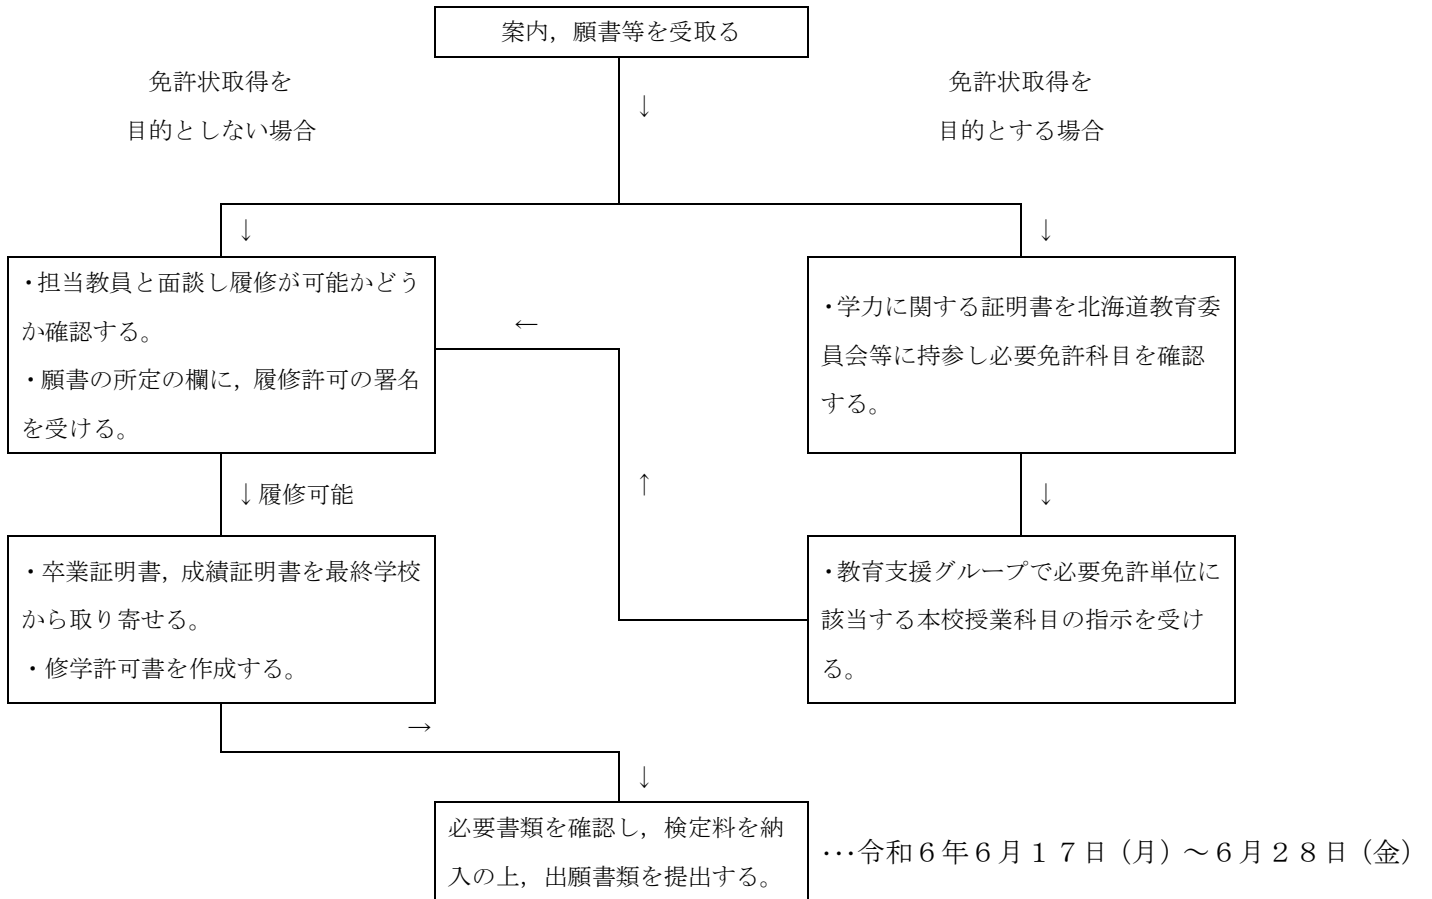 案内，願書等を受取る
免許状取得を
目的としない場合
↓
免許状取得を
目的とする場合
↓
↓
・担当教員と面談し履修が可能かどう
か確認する。
・願書の所定の欄に，履修許可の署名
を受ける。
←
・学力に関する証明書を北海道教育委
員会等に持参し必要免許科目を確認
する。
↓履修可能
↑
↓
・卒業証明書，成績証明書を最終学校
から取り寄せる。
・修学許可書を作成する。
・教育支援グループで必要免許単位に
該当する本校授業科目の指示を受け
る。
→
↓
必要書類を確認し，検定料を納
入の上，出願書類を提出する。
…令和６年６月１７日（月）～６月２８日（金）